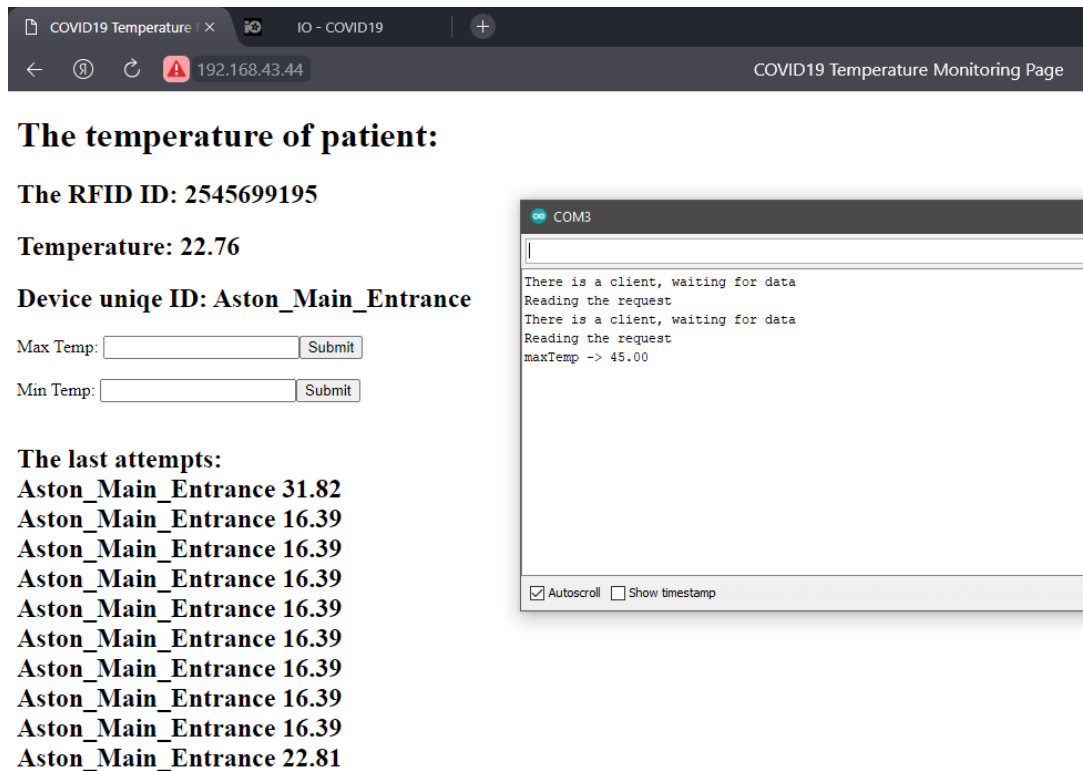 COVID19 Temperature
IO - COVID19
192.168.43.44
COVID19 Temperature Monitoring Page
The temperature of patient:
The RFID ID: 2545699195
Temperature: 22.76
Device uniqe ID: Aston_Main_Entrance
Max Temp: Submit
Min Temp: Submit
The last attempts:
Aston_Main_Entrance 31.82
Aston_Main_Entrance 16.39
Aston_Main_Entrance 16.39
Aston_Main_Entrance 16.39
Aston_Main_Entrance 16.39
Aston_Main_Entrance 16.39
Aston_Main_Entrance 16.39
Aston_Main_Entrance 16.39
Aston_Main_Entrance 16.39
Aston_Main_Entrance 22.81
COM3
There is a client, waiting for data
Reading the request
There is a client, waiting for data
Reading the request
maxTemp -> 45.00
Autoscroll Show timestamp